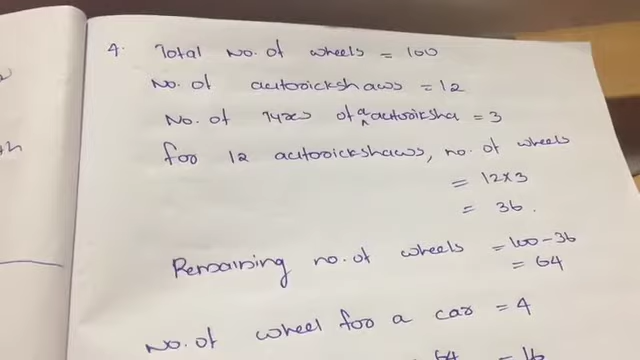 4. Total No. of wheels = 100
No. of autorickshaws = 12
No. of Tyres of a autoriksha = 3
for 12 autorickshaws, no. of wheels
= 12×3
= 36.
Remaining no. of wheels = 100-36
= 64
No. of wheel for a car = 4
64 = 16